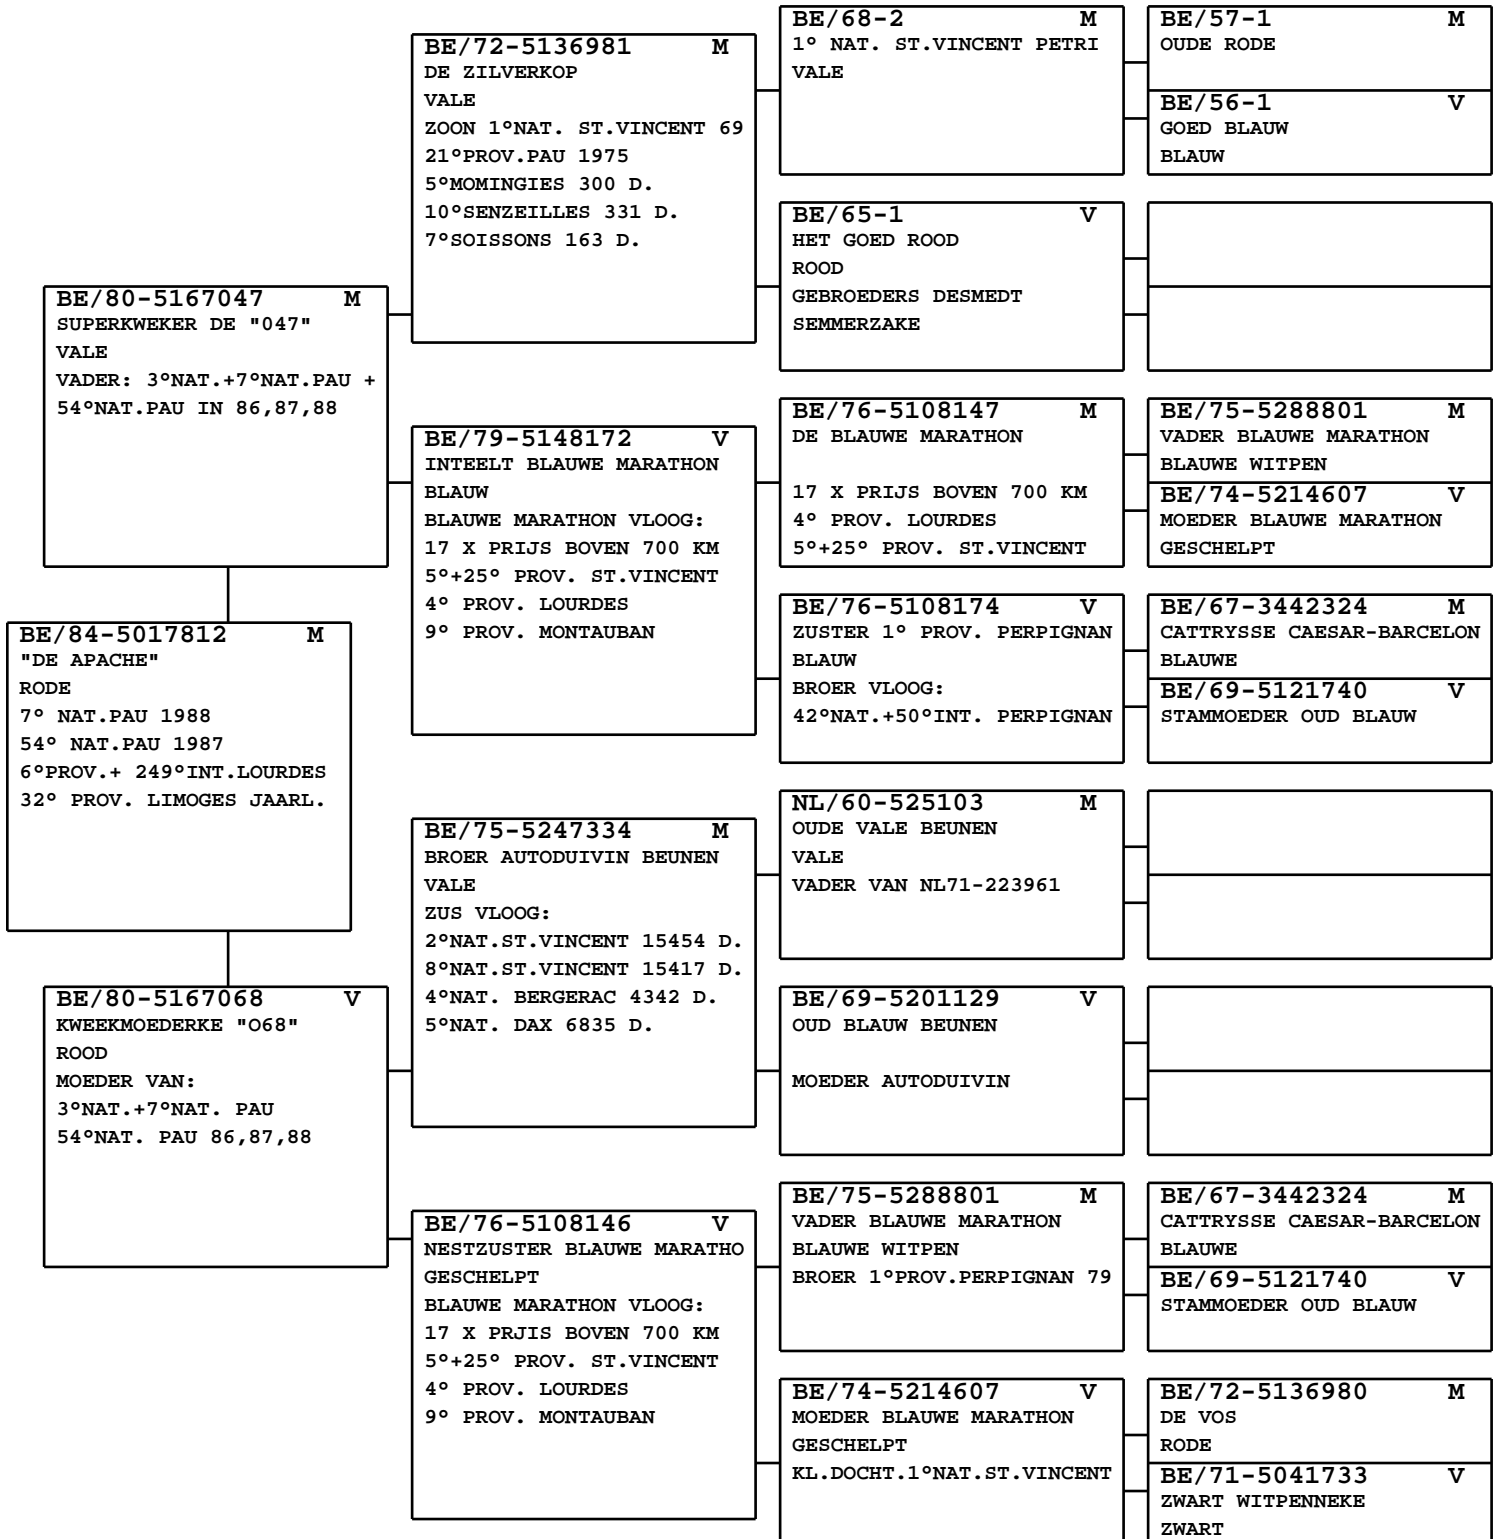 BE/84-5017812 M
"DE APACHE"
RODE
7° NAT.PAU 1988
54° NAT.PAU 1987
6°PROV.+ 249°INT.LOURDES
32° PROV. LIMOGES JAARL.
BE/80-5167047 M
SUPERKWEKER DE "047"
VALE
VADER: 3°NAT.+7°NAT.PAU +
54°NAT.PAU IN 86,87,88
BE/80-5167068 V
KWEEKMOEDERKE "O68"
ROOD
MOEDER VAN:
3°NAT.+7°NAT. PAU
54°NAT. PAU 86,87,88
BE/72-5136981 M
DE ZILVERKOP
VALE
ZOON 1°NAT. ST.VINCENT 69
21°PROV.PAU 1975
5°MOMINGIES 300 D.
10°SENZEILLES 331 D.
7°SOISSONS 163 D.
BE/79-5148172 V
INTEELT BLAUWE MARATHON
BLAUW
BLAUWE MARATHON VLOOG:
17 X PRIJS BOVEN 700 KM
5°+25° PROV. ST.VINCENT
4° PROV. LOURDES
9° PROV. MONTAUBAN
BE/75-5247334 M
BROER AUTODUIVIN BEUNEN
VALE
ZUS VLOOG:
2°NAT.ST.VINCENT 15454 D.
8°NAT.ST.VINCENT 15417 D.
4°NAT. BERGERAC 4342 D.
5°NAT. DAX 6835 D.
BE/76-5108146 V
NESTZUSTER BLAUWE MARATHO
GESCHELPT
BLAUWE MARATHON VLOOG:
17 X PRJIS BOVEN 700 KM
5°+25° PROV. ST.VINCENT
4° PROV. LOURDES
9° PROV. MONTAUBAN
BE/68-2 M
1° NAT. ST.VINCENT PETRI
VALE
BE/65-1 V
HET GOED ROOD
ROOD
GEBROEDERS DESMEDT
SEMMERZAKE
BE/76-5108147 M
DE BLAUWE MARATHON
17 X PRIJS BOVEN 700 KM
4° PROV. LOURDES
5°+25° PROV. ST.VINCENT
BE/76-5108174 V
ZUSTER 1° PROV. PERPIGNAN
BLAUW
BROER VLOOG:
42°NAT.+50°INT. PERPIGNAN
NL/60-525103 M
OUDE VALE BEUNEN
VALE
VADER VAN NL71-223961
BE/69-5201129 V
OUD BLAUW BEUNEN
MOEDER AUTODUIVIN
BE/75-5288801 M
VADER BLAUWE MARATHON
BLAUWE WITPEN
BROER 1°PROV.PERPIGNAN 79
BE/74-5214607 V
MOEDER BLAUWE MARATHON
GESCHELPT
KL.DOCHT.1°NAT.ST.VINCENT
BE/57-1 M
OUDE RODE
BE/56-1 V
GOED BLAUW
BLAUW
BE/75-5288801 M
VADER BLAUWE MARATHON
BLAUWE WITPEN
BE/74-5214607 V
MOEDER BLAUWE MARATHON
GESCHELPT
BE/67-3442324 M
CATTRYSSE CAESAR-BARCELON
BLAUWE
BE/69-5121740 V
STAMMOEDER OUD BLAUW
BE/67-3442324 M
CATTRYSSE CAESAR-BARCELON
BLAUWE
BE/69-5121740 V
STAMMOEDER OUD BLAUW
BE/72-5136980 M
DE VOS
RODE
BE/71-5041733 V
ZWART WITPENNEKE
ZWART